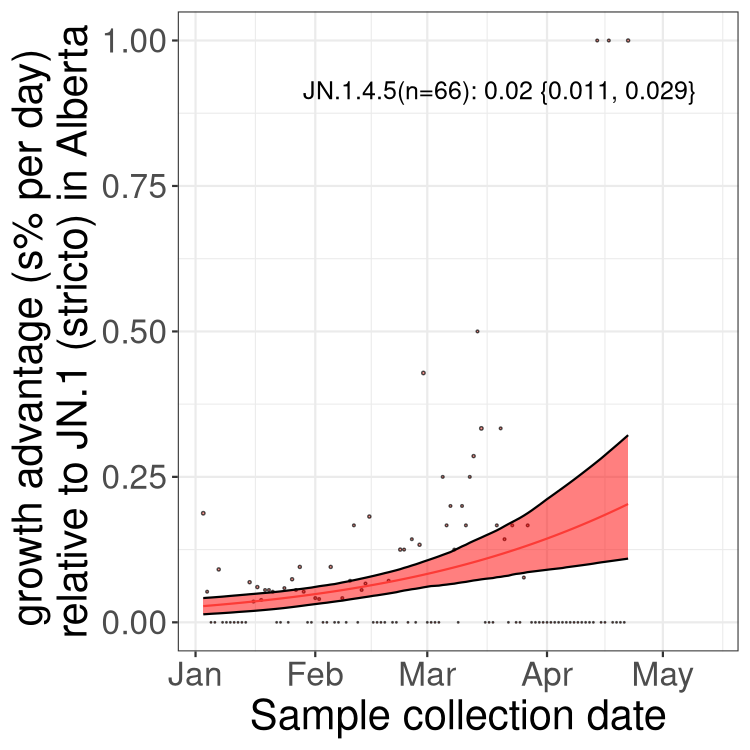 growth advantage (s% per day)
relative to JN.1 (stricto) in Alberta
1.00
0.75
0.50
0.25
0.00
JN.1.4.5(n=66): 0.02 {0.011, 0.029}
Jan Feb Mar Apr May
Sample collection date